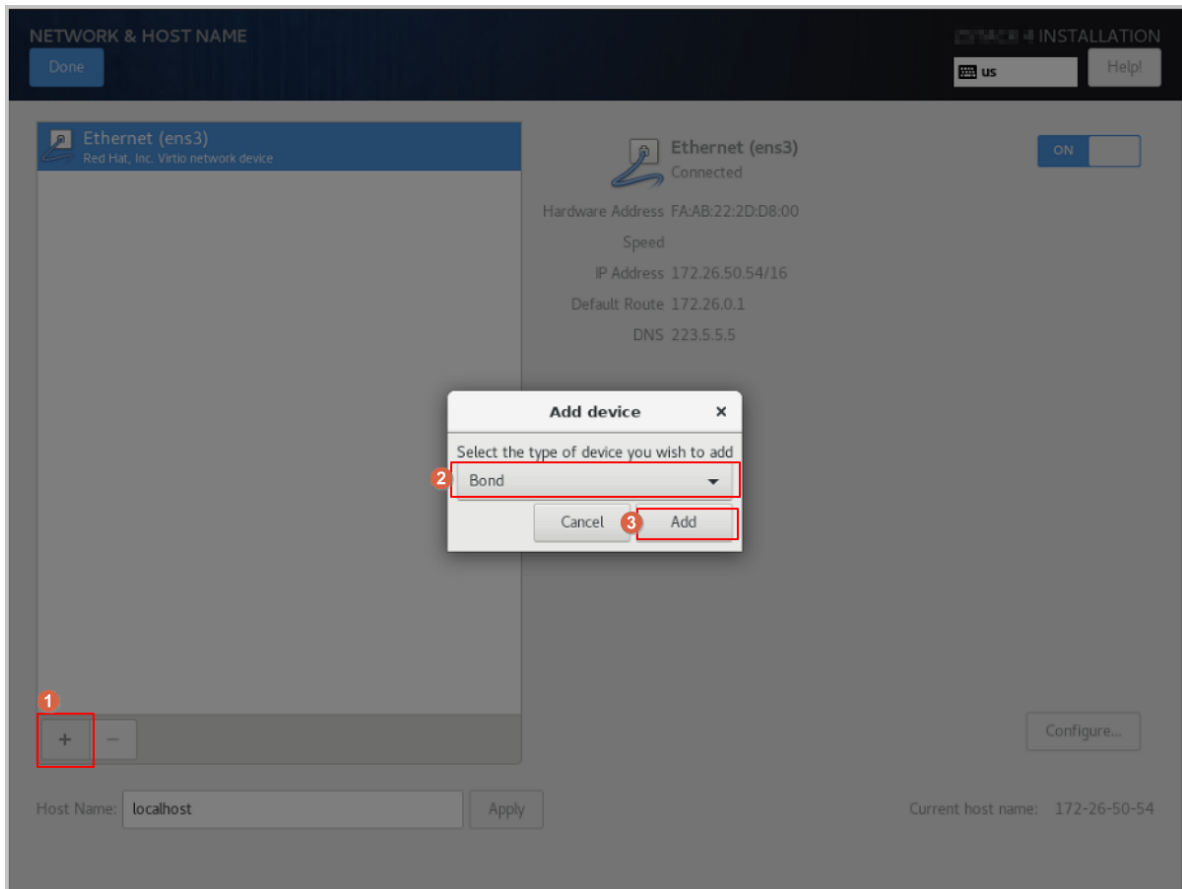 NETWORK & HOST NAME
INSTALLATION
Done
us
Help!
Ethernet (ens3)
Red Hat, Inc. Virtio network device
Ethernet (ens3)
Connected
ON
Hardware Address FA:AB:22:2D:D8:00
Speed
IP Address 172.26.50.54/16
Default Route 172.26.0.1
DNS 223.5.5.5
Add device
Select the type of device you wish to add
2
Bond
Cancel
3
Add
1
+ −
Configure...
Host Name: localhost
Apply
Current host name: 172-26-50-54